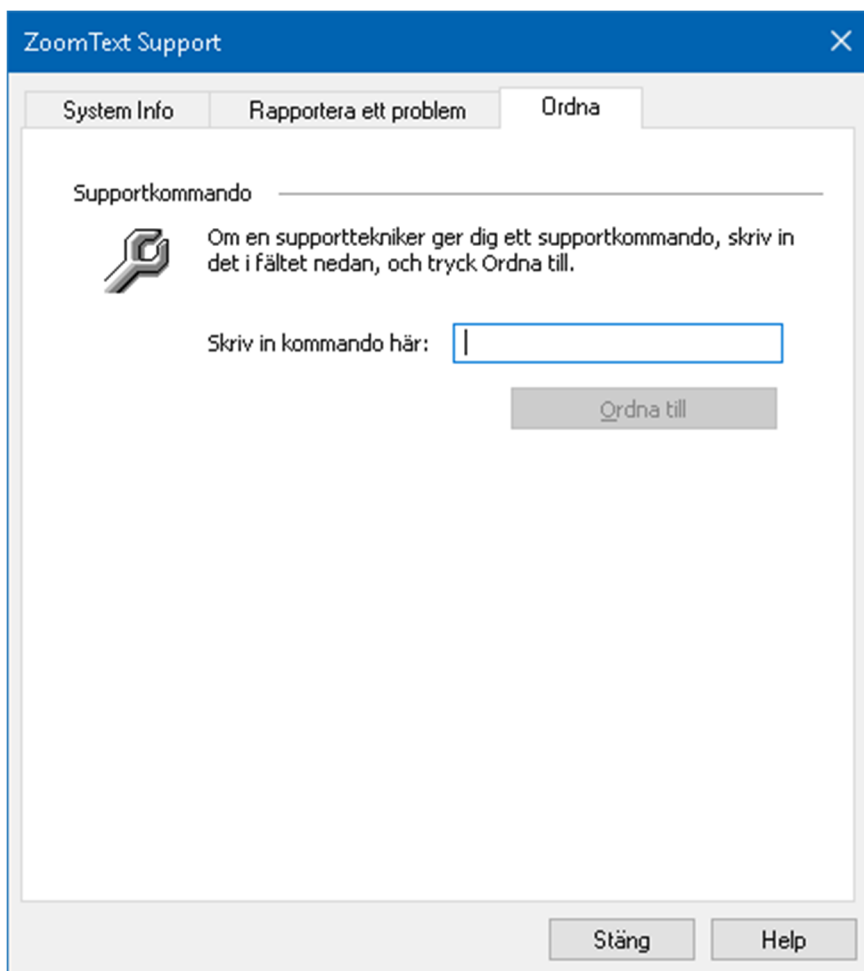 ZoomText Support
System Info
Rapportera ett problem
Ordna
Supportkommando
Om en supporttekniker ger dig ett supportkommando, skriv in
det i fältet nedan, och tryck Ordna till.
Skriv in kommando här:
Ordna till
Stäng
Help